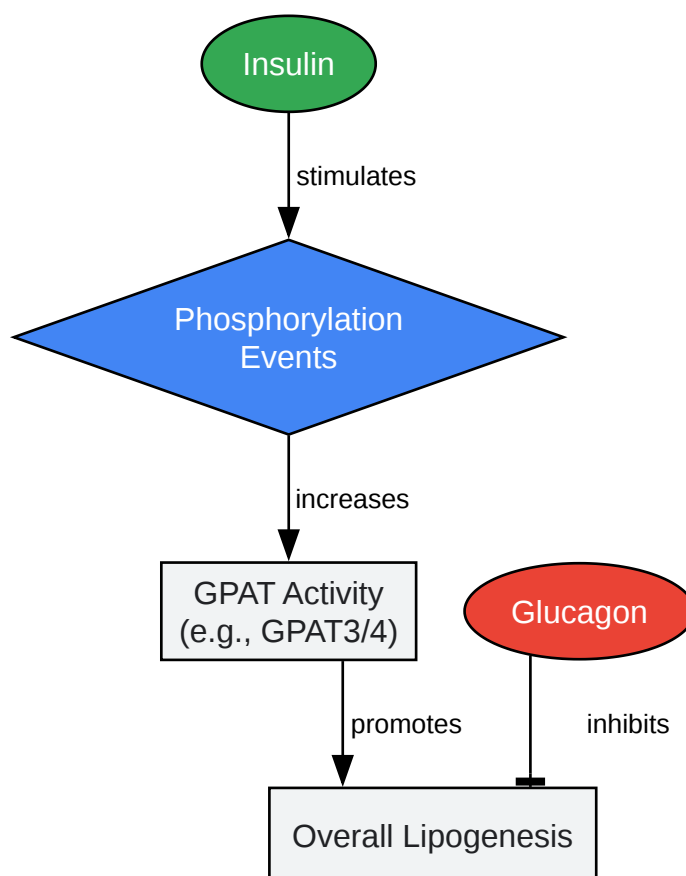 Insulin
stimulates
Phosphorylation
Events
increases
GPAT Activity
(e.g., GPAT3/4)
Glucagon
promotes
inhibits
Overall Lipogenesis